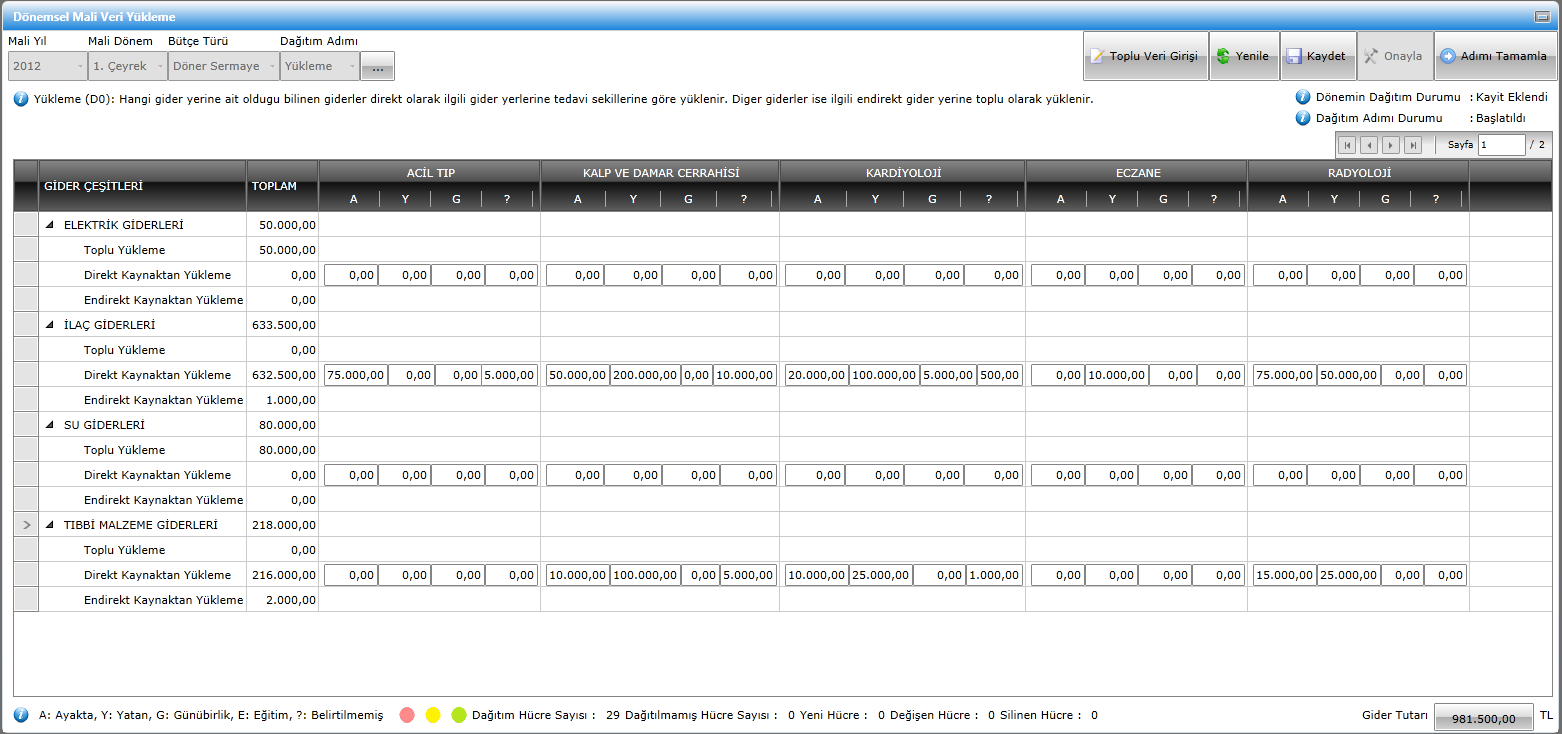 Dönemsel Mali Veri Yükleme
Mali Yıl Mali Dönem Bütçe Türü Dağıtım Adımı
2012 1. Çeyrek Döner Sermaye Yükleme ... Toplu Veri Girişi Yenile Kaydet Onayla Adımı Tamamla
Yükleme (D0): Hangi gider yerine ait oldugu bilinen giderler direkt olarak ilgili gider yerlerine tedavi sekillerine göre yüklenir. Diger giderler ise ilgili endirekt gider yerine toplu olarak yüklenir. Dönemin Dağıtım Durumu : Kayit Eklendi
Dağıtım Adımı Durumu : Başlatıldı
Sayfa 1 / 2
GİDER ÇEŞİTLERİ TOPLAM ACİL TIP KALP VE DAMAR CERRAHİSİ KARDİYOLOJİ ECZANE RADYOLOJİ
A Y G ? A Y G ? A Y G ? A Y G ? A Y G ?
ELEKTRİK GİDERLERİ 50.000,00
Toplu Yükleme 50.000,00
Direkt Kaynaktan Yükleme 0,00 0,00 0,00 0,00 0,00 0,00 0,00 0,00 0,00 0,00 0,00 0,00 0,00 0,00 0,00 0,00 0,00 0,00 0,00 0,00 0,00
Endirekt Kaynaktan Yükleme 0,00
İLAÇ GİDERLERİ 633.500,00
Toplu Yükleme 0,00
Direkt Kaynaktan Yükleme 632.500,00 75.000,00 0,00 0,00 5.000,00 50.000,00 200.000,00 0,00 10.000,00 20.000,00 100.000,00 5.000,00 500,00 0,00 10.000,00 0,00 0,00 75.000,00 50.000,00 0,00 0,00
Endirekt Kaynaktan Yükleme 1.000,00
SU GİDERLERİ 80.000,00
Toplu Yükleme 80.000,00
Direkt Kaynaktan Yükleme 0,00 0,00 0,00 0,00 0,00 0,00 0,00 0,00 0,00 0,00 0,00 0,00 0,00 0,00 0,00 0,00 0,00 0,00 0,00 0,00 0,00
Endirekt Kaynaktan Yükleme 0,00
> TIBBİ MALZEME GİDERLERİ 218.000,00
Toplu Yükleme 0,00
Direkt Kaynaktan Yükleme 216.000,00 0,00 0,00 0,00 0,00 10.000,00 100.000,00 0,00 5.000,00 10.000,00 25.000,00 0,00 1.000,00 0,00 0,00 0,00 0,00 15.000,00 25.000,00 0,00 0,00
Endirekt Kaynaktan Yükleme 2.000,00
A: Ayakta, Y: Yatan, G: Günübirlik, E: Eğitim, ?: Belirtilmemiş Dağıtım Hücre Sayısı : 29 Dağıtılmamış Hücre Sayısı : 0 Yeni Hücre : 0 Değişen Hücre : 0 Silinen Hücre : 0 Gider Tutarı 981.500,00 TL